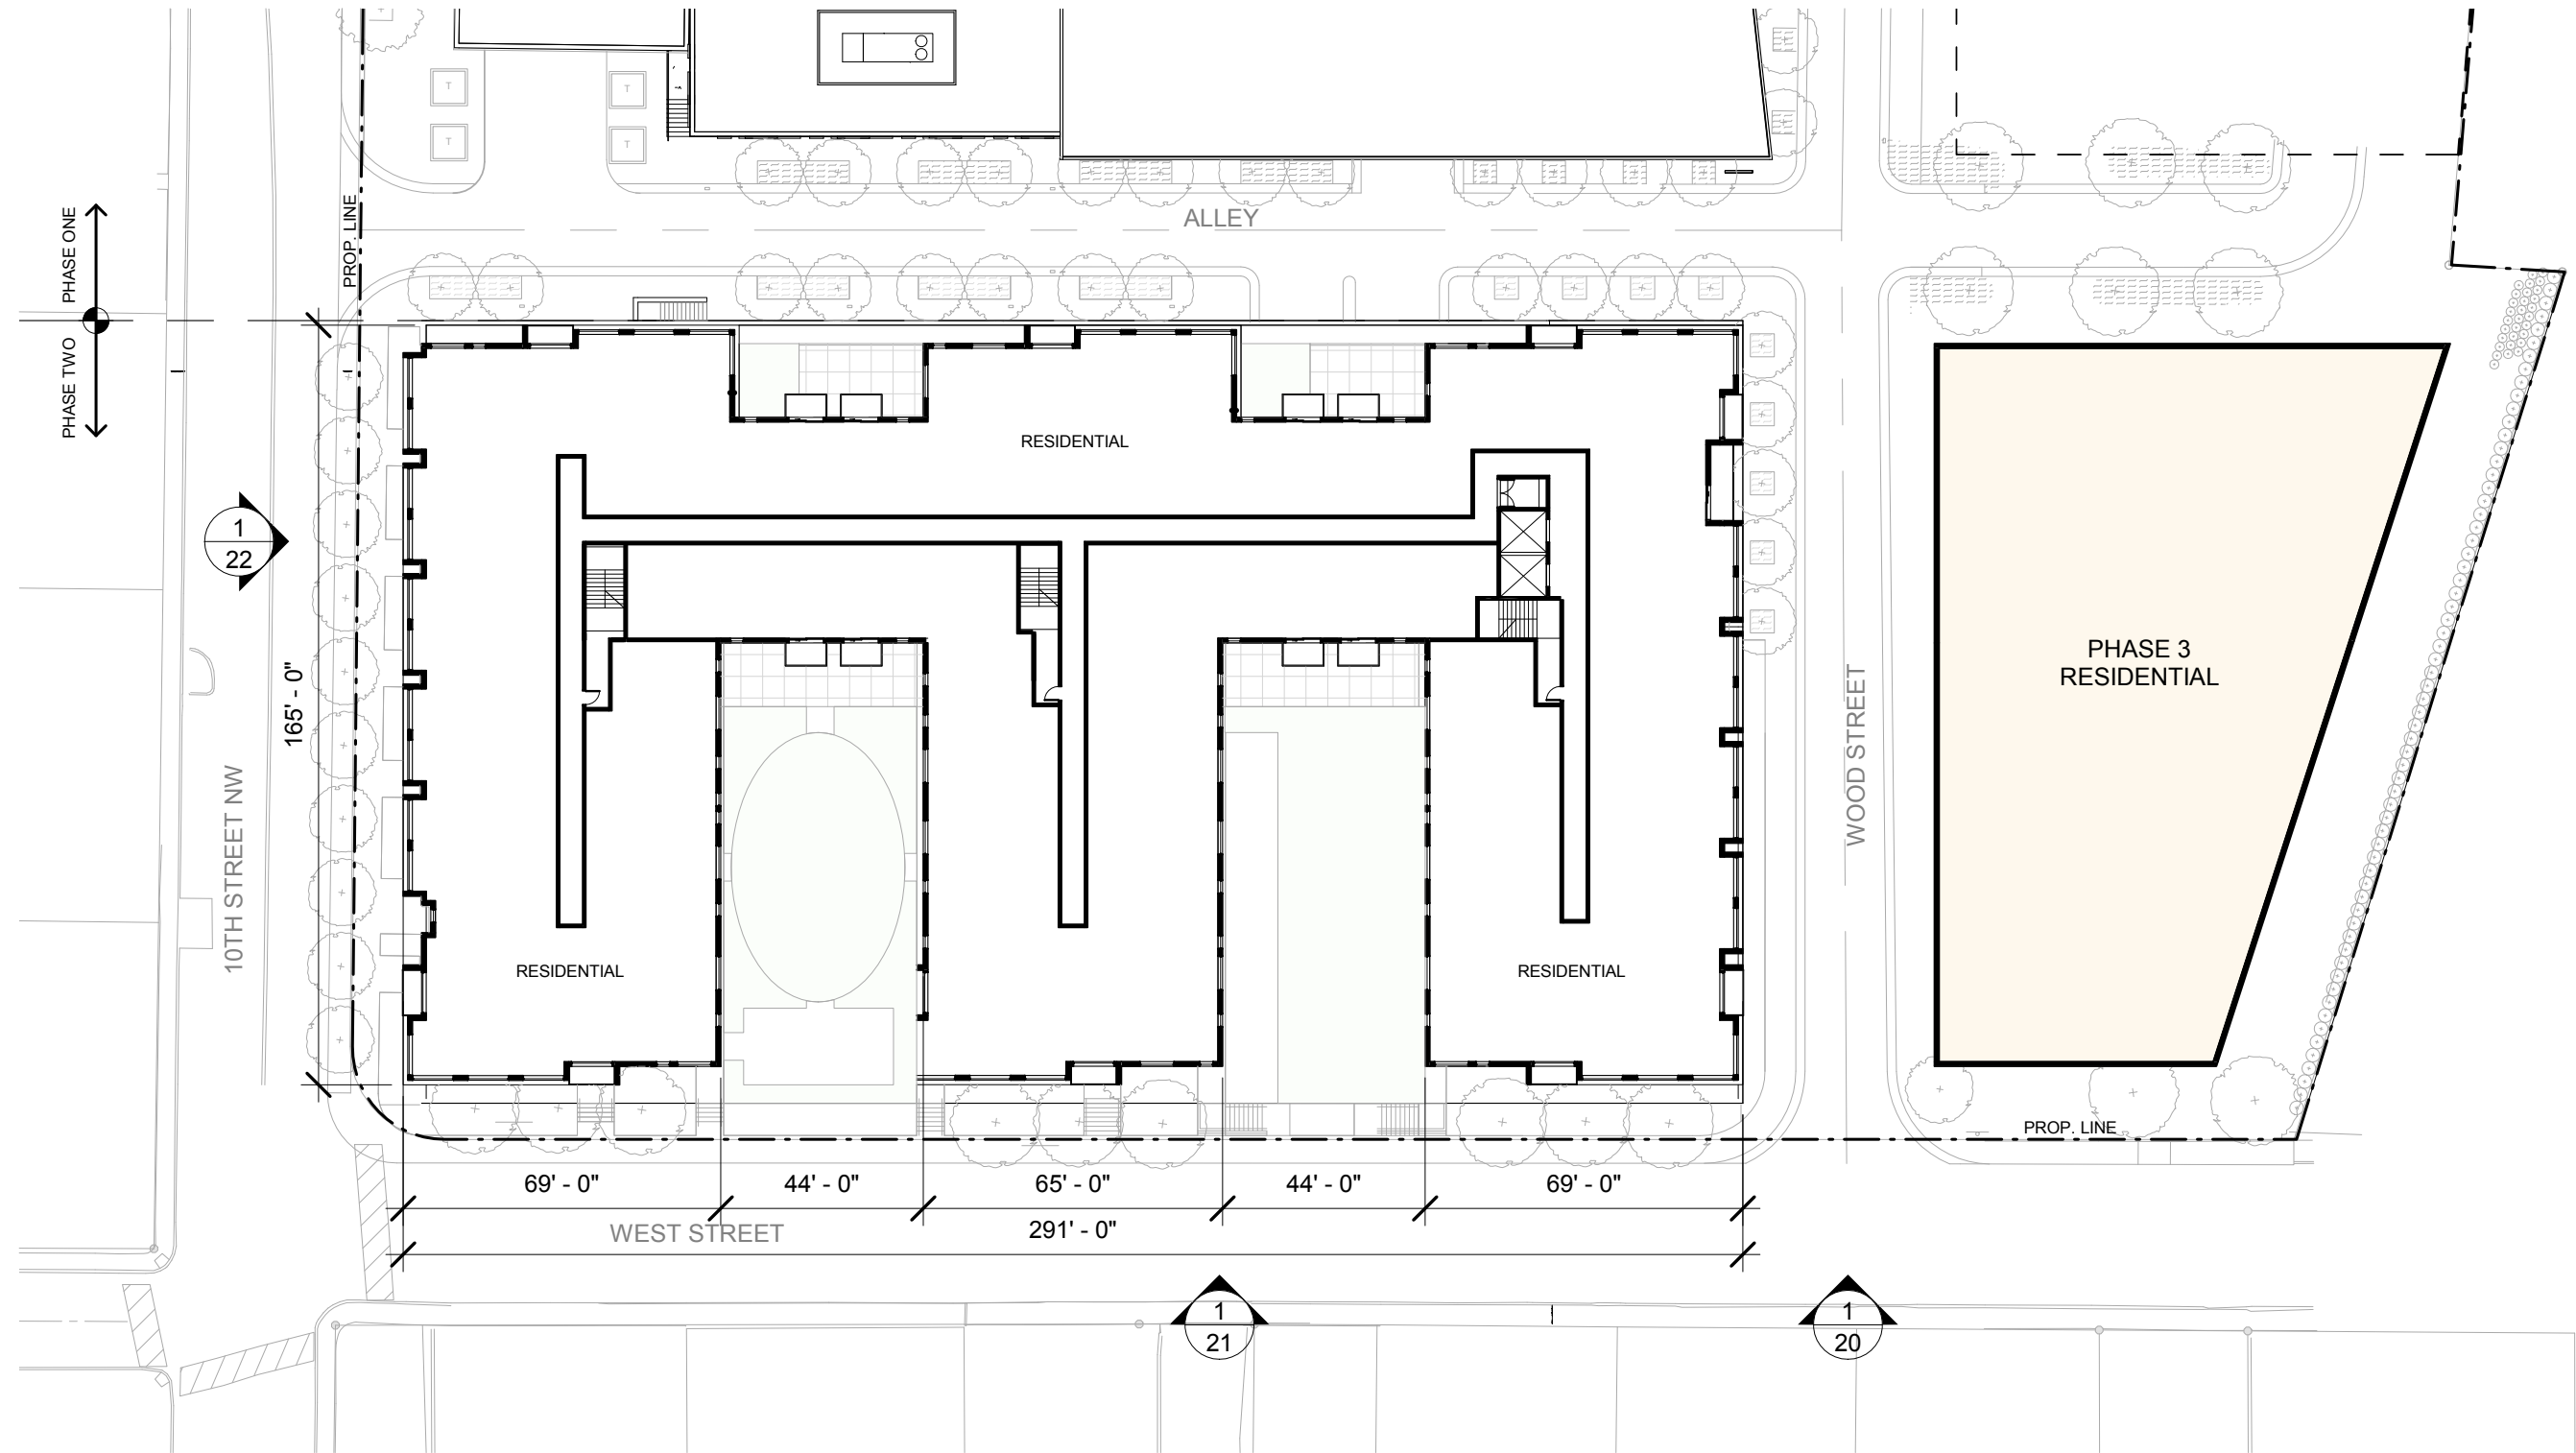 T
T
T
T
ALLEY
PROP. LINE
PHASE ONE
PHASE TWO
RESIDENTIAL
1
22
165' - 0"
10TH STREET NW
WOOD STREET
PHASE 3
RESIDENTIAL
RESIDENTIAL
RESIDENTIAL
PROP. LINE
69' - 0"
44' - 0"
65' - 0"
44' - 0"
69' - 0"
WEST STREET
291' - 0"
1
21
1
20